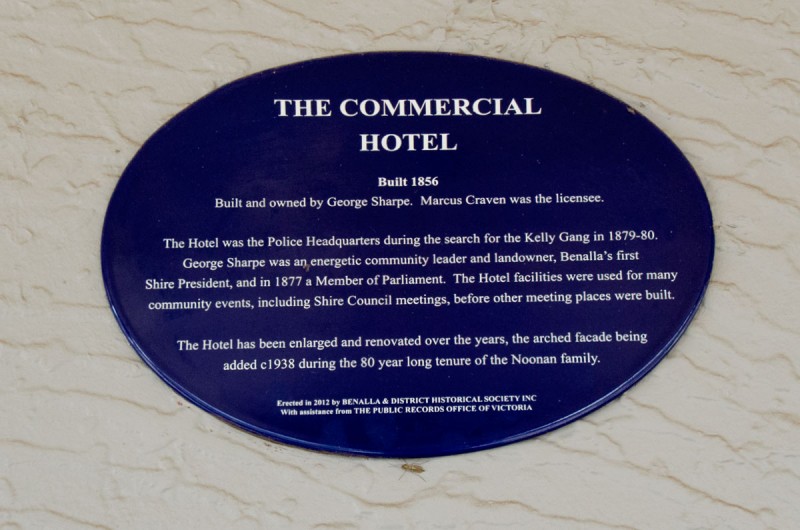 THE COMMERCIAL
HOTEL
Built 1856
Built and owned by George Sharpe. Marcus Craven was the licensee.
The Hotel was the Police Headquarters during the search for the Kelly Gang in 1879-80.
George Sharpe was an energetic community leader and landowner, Benalla's first
Shire President, and in 1877 a Member of Parliament. The Hotel facilities were used for many
community events, including Shire Council meetings, before other meeting places were built.
The Hotel has been enlarged and renovated over the years, the arched facade being
added c1938 during the 80 year long tenure of the Noonan family.
Erected in 2012 by BENALLA & DISTRICT HISTORICAL SOCIETY INC
With assistance from THE PUBLIC RECORDS OFFICE OF VICTORIA